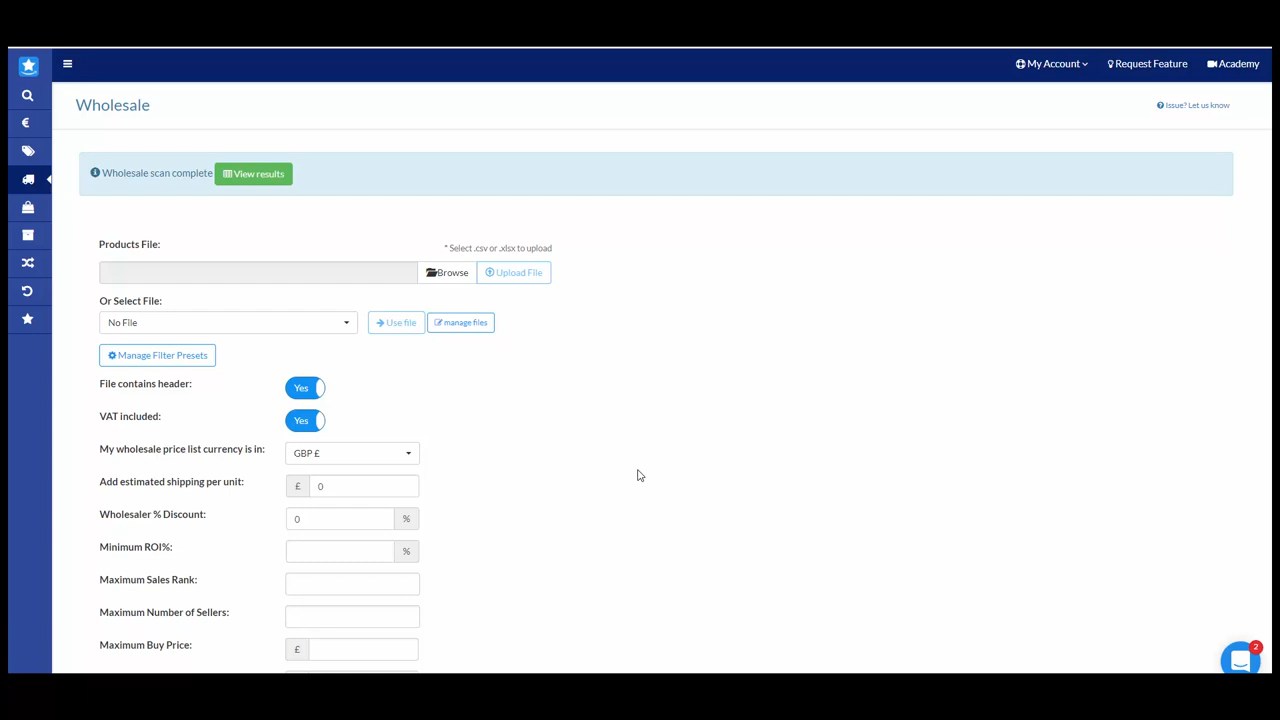 My Account
Request Feature
Academy
Wholesale
Issue? Let us know
Wholesale scan complete View results
Products File:
* Select .csv or .xlsx to upload
Browse Upload File
Or Select File:
No File
Use file manage files
Manage Filter Presets
File contains header: Yes
VAT included: Yes
My wholesale price list currency is in: GBP £
Add estimated shipping per unit: £ 0
Wholesaler % Discount: 0 %
Minimum ROI%: %
Maximum Sales Rank:
Maximum Number of Sellers:
Maximum Buy Price: £
2